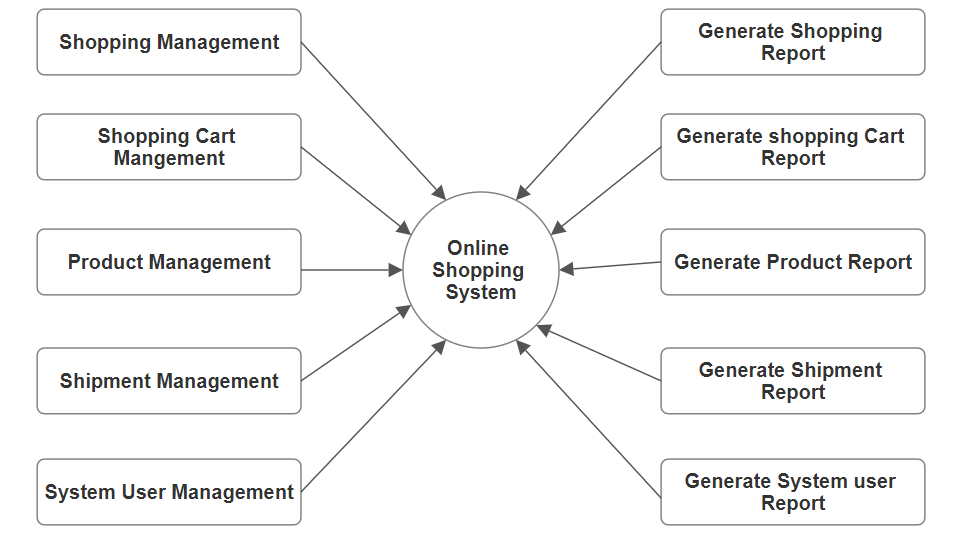 Shopping Management
Shopping Cart
Mangement
Product Management
Shipment Management
System User Management
Online
Shopping
System
Generate Shopping
Report
Generate shopping Cart
Report
Generate Product Report
Generate Shipment
Report
Generate System user
Report